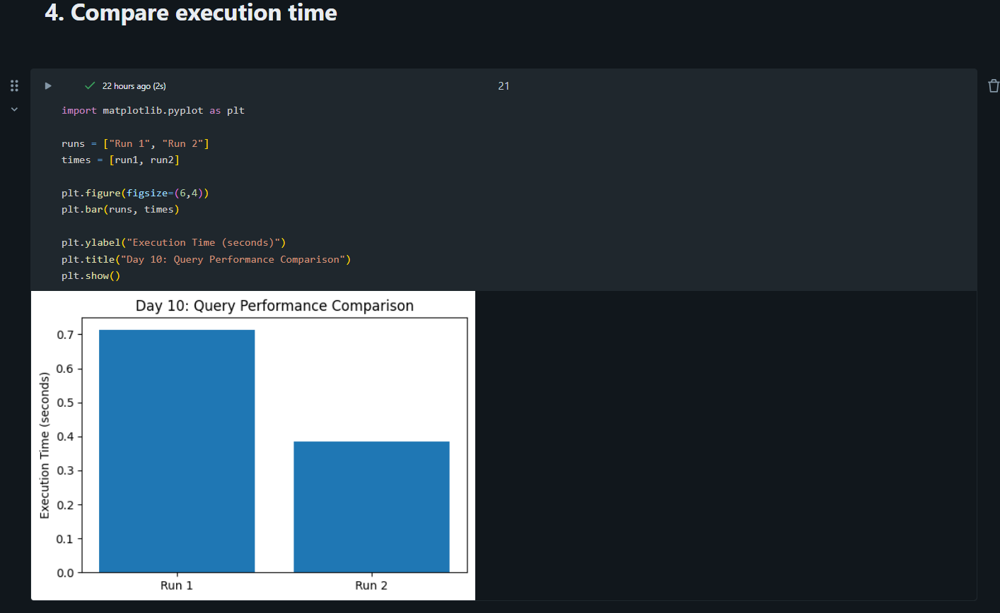 4. Compare execution time
22 hours ago (2s)
21
import matplotlib.pyplot as plt
runs = ["Run 1", "Run 2"]
times = [run1, run2]
plt.figure(figsize=(6,4))
plt.bar(runs, times)
plt.ylabel("Execution Time (seconds)")
plt.title("Day 10: Query Performance Comparison")
plt.show()
Day 10: Query Performance Comparison
Execution Time (seconds)
0.7
0.6
0.5
0.4
0.3
0.2
0.1
0.0
Run 1
Run 2